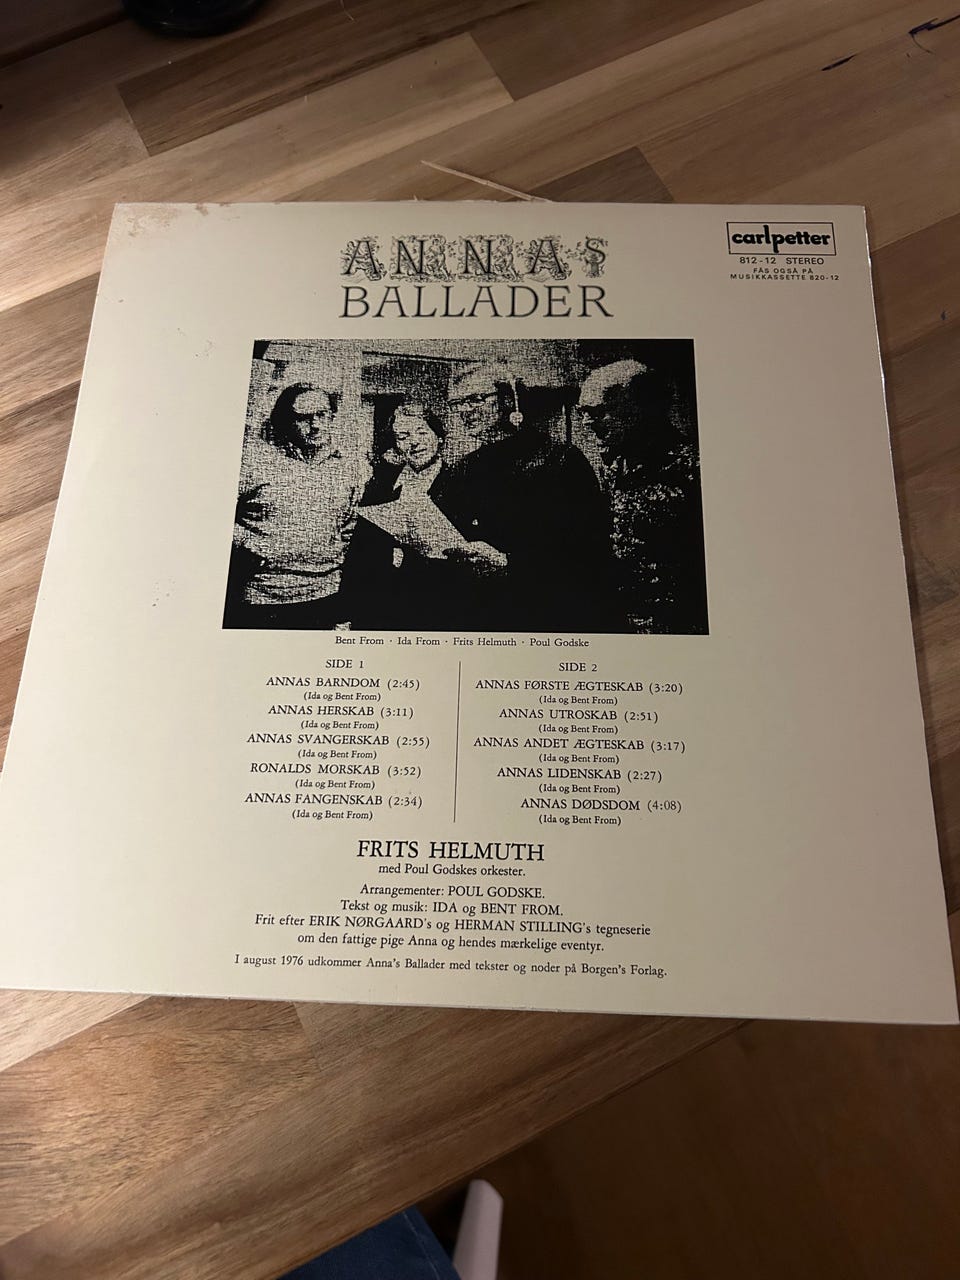 ANNA'S
BALLADER
carlpetter
812-12 STEREO
FÅS OGSÅ PÅ
MUSIKKASSETTE 820-12
Bent From · Ida From · Frits Helmuth · Poul Godske
SIDE 1
ANNAS BARNDOM (2:45)
(Ida og Bent From)
ANNAS HERSKAB (3:11)
(Ida og Bent From)
ANNAS SVANGERSKAB (2:55)
(Ida og Bent From)
RONALDS MORSKAB (3:52)
(Ida og Bent From)
ANNAS FANGENSKAB (2:34)
(Ida og Bent From)
SIDE 2
ANNAS FØRSTE ÆGTESKAB (3:20)
(Ida og Bent From)
ANNAS UTROSKAB (2:51)
(Ida og Bent From)
ANNAS ANDET ÆGTESKAB (3:17)
(Ida og Bent From)
ANNAS LIDENSKAB (2:27)
(Ida og Bent From)
ANNAS DØDSDOM (4:08)
(Ida og Bent From)
FRITS HELMUTH
med Poul Godskes orkester.
Arrangementer: POUL GODSKE.
Tekst og musik: IDA og BENT FROM.
Frit efter ERIK NØRGAARD's og HERMAN STILLING's tegneserie
om den fattige pige Anna og hendes mærkelige eventyr.
I august 1976 udkommer Anna's Ballader med tekster og noder på Borgen's Forlag.